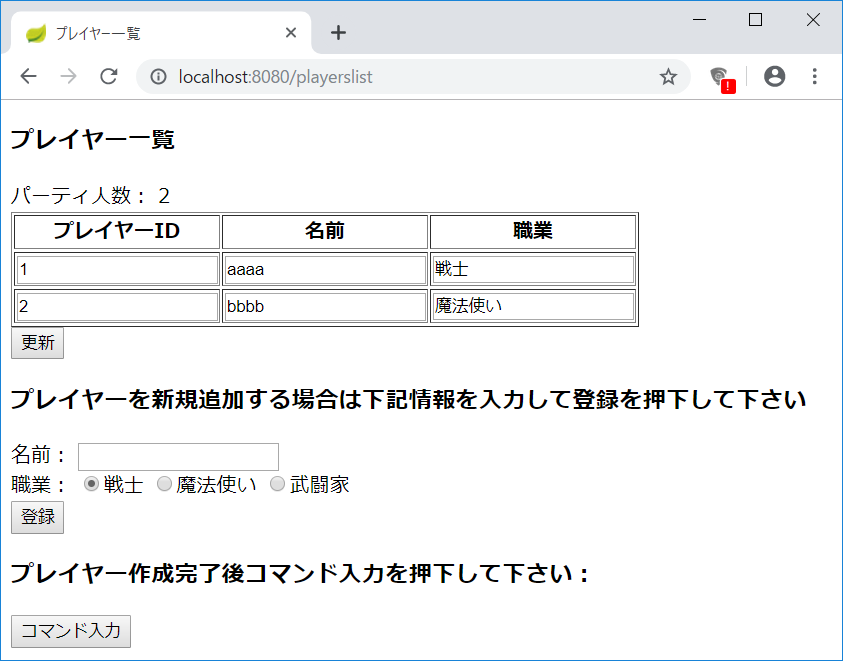 プレイヤー一覧
localhost:8080/playerslist
!
プレイヤー一覧
パーティ人数： 2
プレイヤーID 名前 職業
1 aaaa 戦士
2 bbbb 魔法使い
更新
プレイヤーを新規追加する場合は下記情報を入力して登録を押下して下さい
名前：
職業： 戦士 魔法使い 武闘家
登録
プレイヤー作成完了後コマンド入力を押下して下さい：
コマンド入力